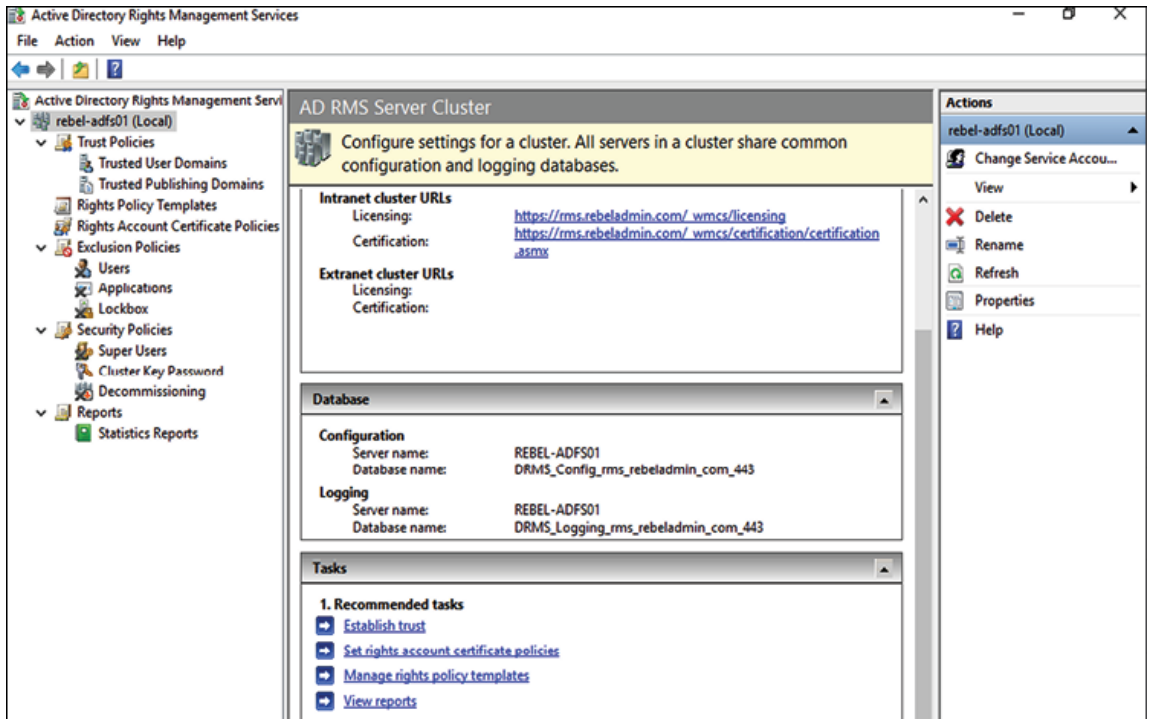 Active Directory Rights Management Services
File Action View Help
Active Directory Rights Management Servi
rebel-adfs01 (Local)
Trust Policies
Trusted User Domains
Trusted Publishing Domains
Rights Policy Templates
Rights Account Certificate Policies
Exclusion Policies
Users
Applications
Lockbox
Security Policies
Super Users
Cluster Key Password
Decommissioning
Reports
Statistics Reports
AD RMS Server Cluster
Configure settings for a cluster. All servers in a cluster share common
configuration and logging databases.
Intranet cluster URLs
Licensing: https://rms.rebeladmin.com/_wmcs/licensing
Certification: https://rms.rebeladmin.com/_wmcs/certification/certification
.asmx
Extranet cluster URLs
Licensing:
Certification:
Database
Configuration
Server name: REBEL-ADFS01
Database name: DRMS_Config_rms_rebeladmin_com_443
Logging
Server name: REBEL-ADFS01
Database name: DRMS_Logging_rms_rebeladmin_com_443
Tasks
1. Recommended tasks
Establish trust
Set rights account certificate policies
Manage rights policy templates
View reports
Actions
rebel-adfs01 (Local)
Change Service Accou...
View
Delete
Rename
Refresh
Properties
Help